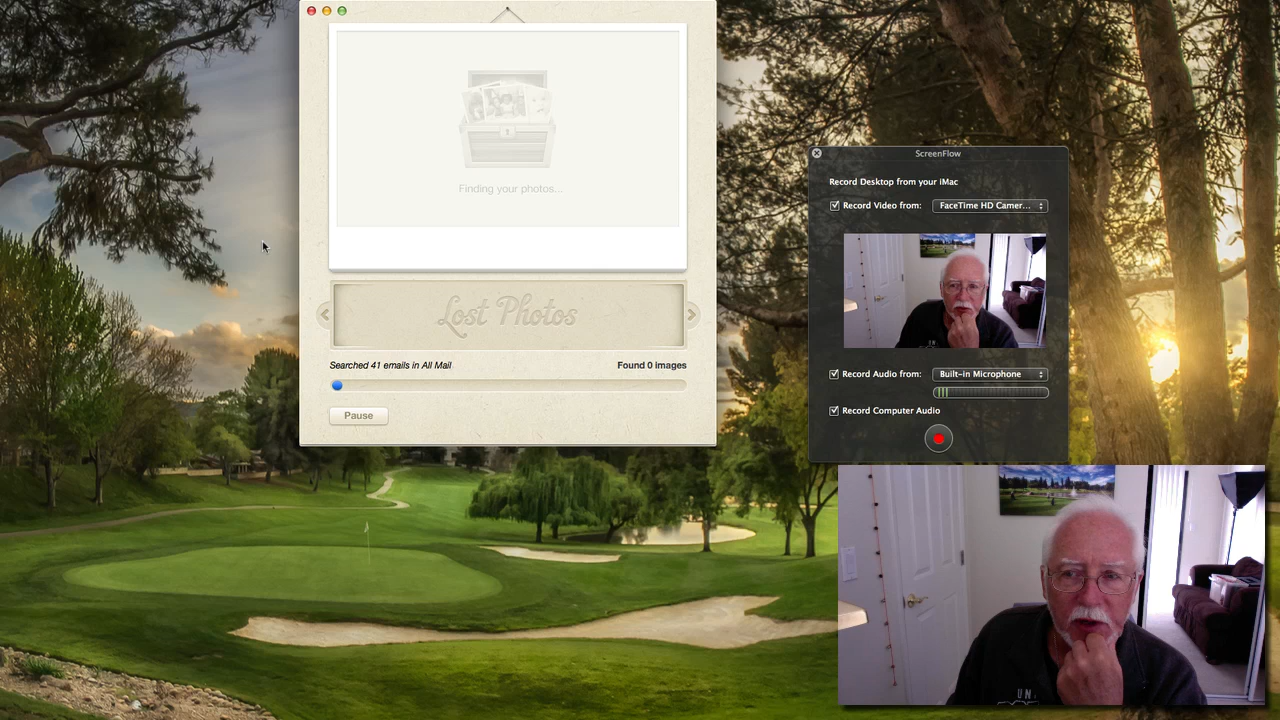 Finding your photos...
Lost Photos
Searched 41 emails in All Mail
Found 0 images
Pause
ScreenFlow
Record Desktop from your iMac
Record Video from:
FaceTime HD Camer...
Record Audio from:
Built-in Microphone
Record Computer Audio
UN